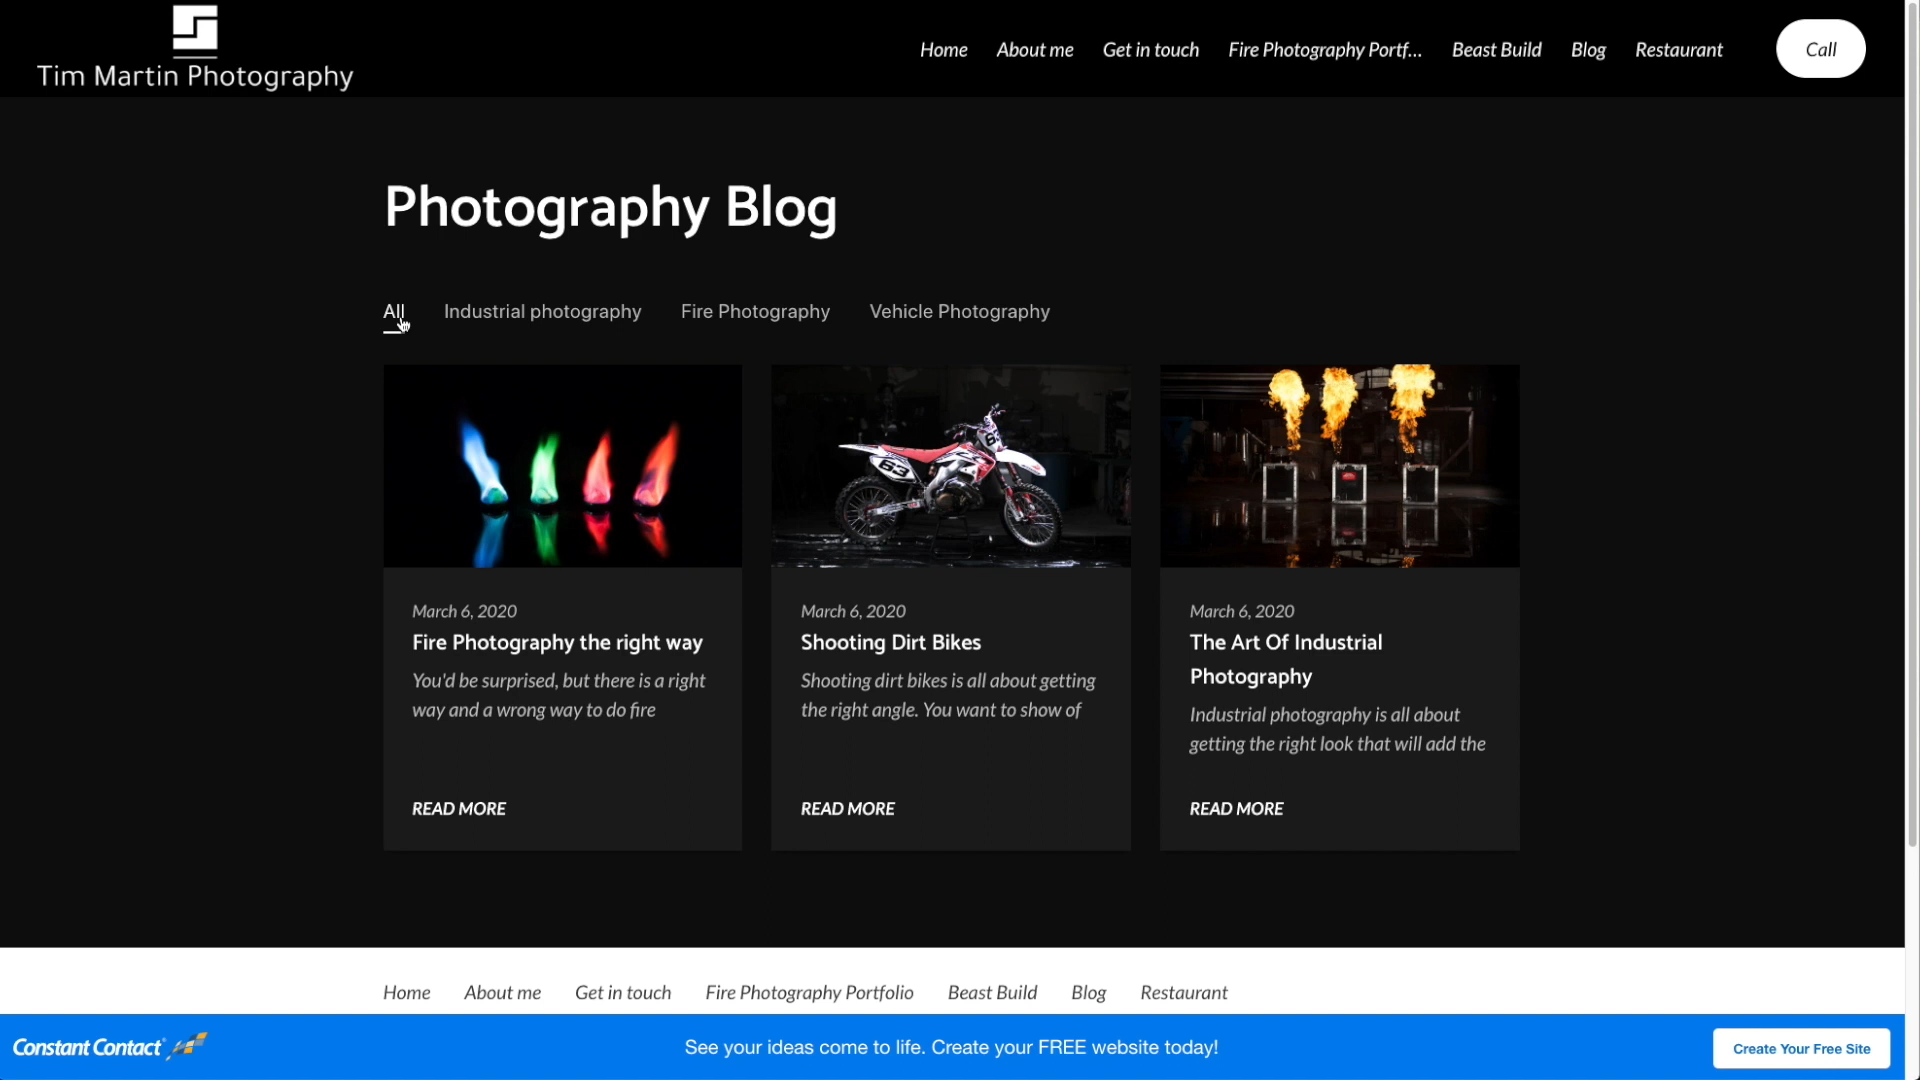 Tim Martin Photography
Home About me Get in touch Fire Photography Portf... Beast Build Blog Restaurant Call
Photography Blog
All Industrial photography Fire Photography Vehicle Photography
63 63
March 6, 2020
Fire Photography the right way
You'd be surprised, but there is a right
way and a wrong way to do fire
READ MORE
March 6, 2020
Shooting Dirt Bikes
Shooting dirt bikes is all about getting
the right angle. You want to show of
READ MORE
March 6, 2020
The Art Of Industrial
Photography
Industrial photography is all about
getting the right look that will add the
READ MORE
Home About me Get in touch Fire Photography Portfolio Beast Build Blog Restaurant
Constant Contact
See your ideas come to life. Create your FREE website today!
Create Your Free Site